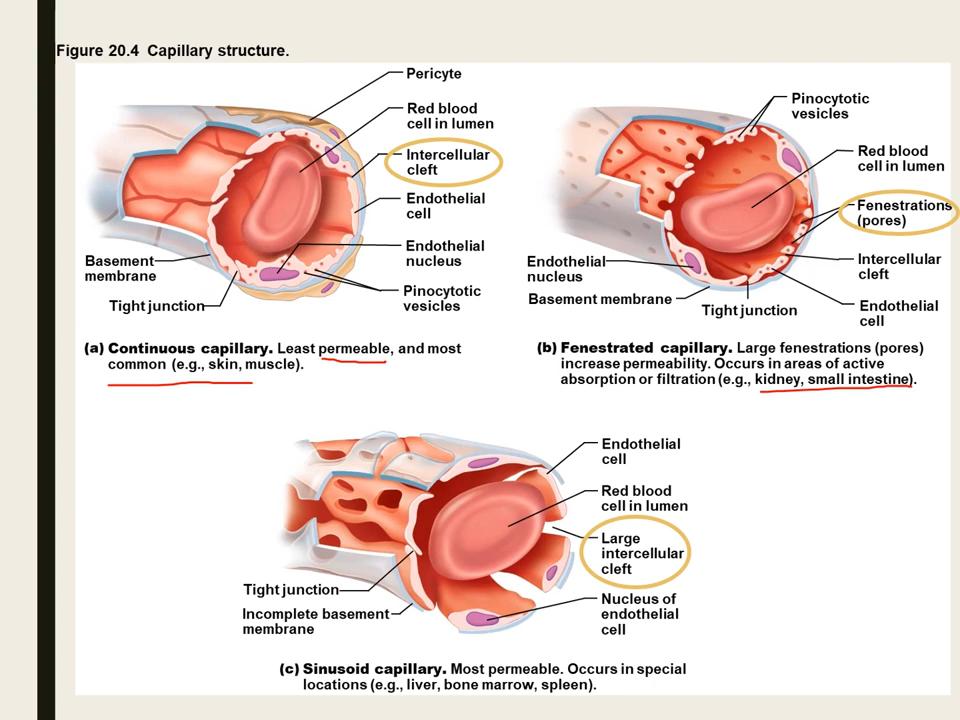 Figure 20.4 Capillary structure.
Pericyte
Red blood
cell in lumen
Intercellular
cleft
Endothelial
cell
Endothelial
nucleus
Pinocytotic
vesicles
Basement
membrane
Tight junction
(a) Continuous capillary. Least permeable, and most
common (e.g., skin, muscle).
Pinocytotic
vesicles
Red blood
cell in lumen
Fenestrations
(pores)
Intercellular
cleft
Endothelial
cell
Endothelial
nucleus
Basement membrane
Tight junction
(b) Fenestrated capillary. Large fenestrations (pores)
increase permeability. Occurs in areas of active
absorption or filtration (e.g., kidney, small intestine).
Endothelial
cell
Red blood
cell in lumen
Large
intercellular
cleft
Nucleus of
endothelial
cell
Tight junction
Incomplete basement
membrane
(c) Sinusoid capillary. Most permeable. Occurs in special
locations (e.g., liver, bone marrow, spleen).